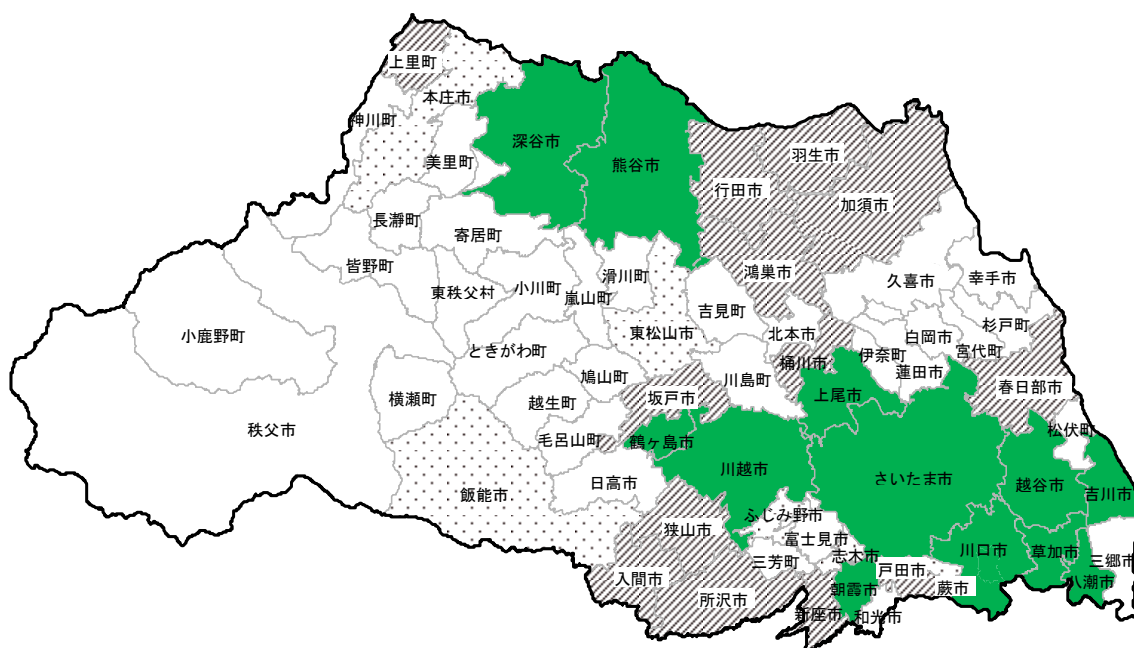 上里町
本庄市
神川町
深谷市
美里町
熊谷市
羽生市
行田市
加須市
長瀞町
寄居町
皆野町
鴻巣市
滑川町
久喜市
幸手市
東秩父村
小川町
嵐山町
吉見町
小鹿野町
東松山市
北本市
白岡市
杉戸町
ときがわ町
桶川市
伊奈町
宮代町
蓮田市
鳩山町
川島町
春日部市
横瀬町
越生町
坂戸市
上尾市
秩父市
毛呂山町
鶴ヶ島市
松伏町
川越市
さいたま市
日高市
越谷市
飯能市
吉川市
ふじみ野市
狭山市
富士見市
川口市
草加市
三芳町
志木市
三郷市
入間市
戸田市
八潮市
所沢市
朝霞市
蕨市
新座市
和光市